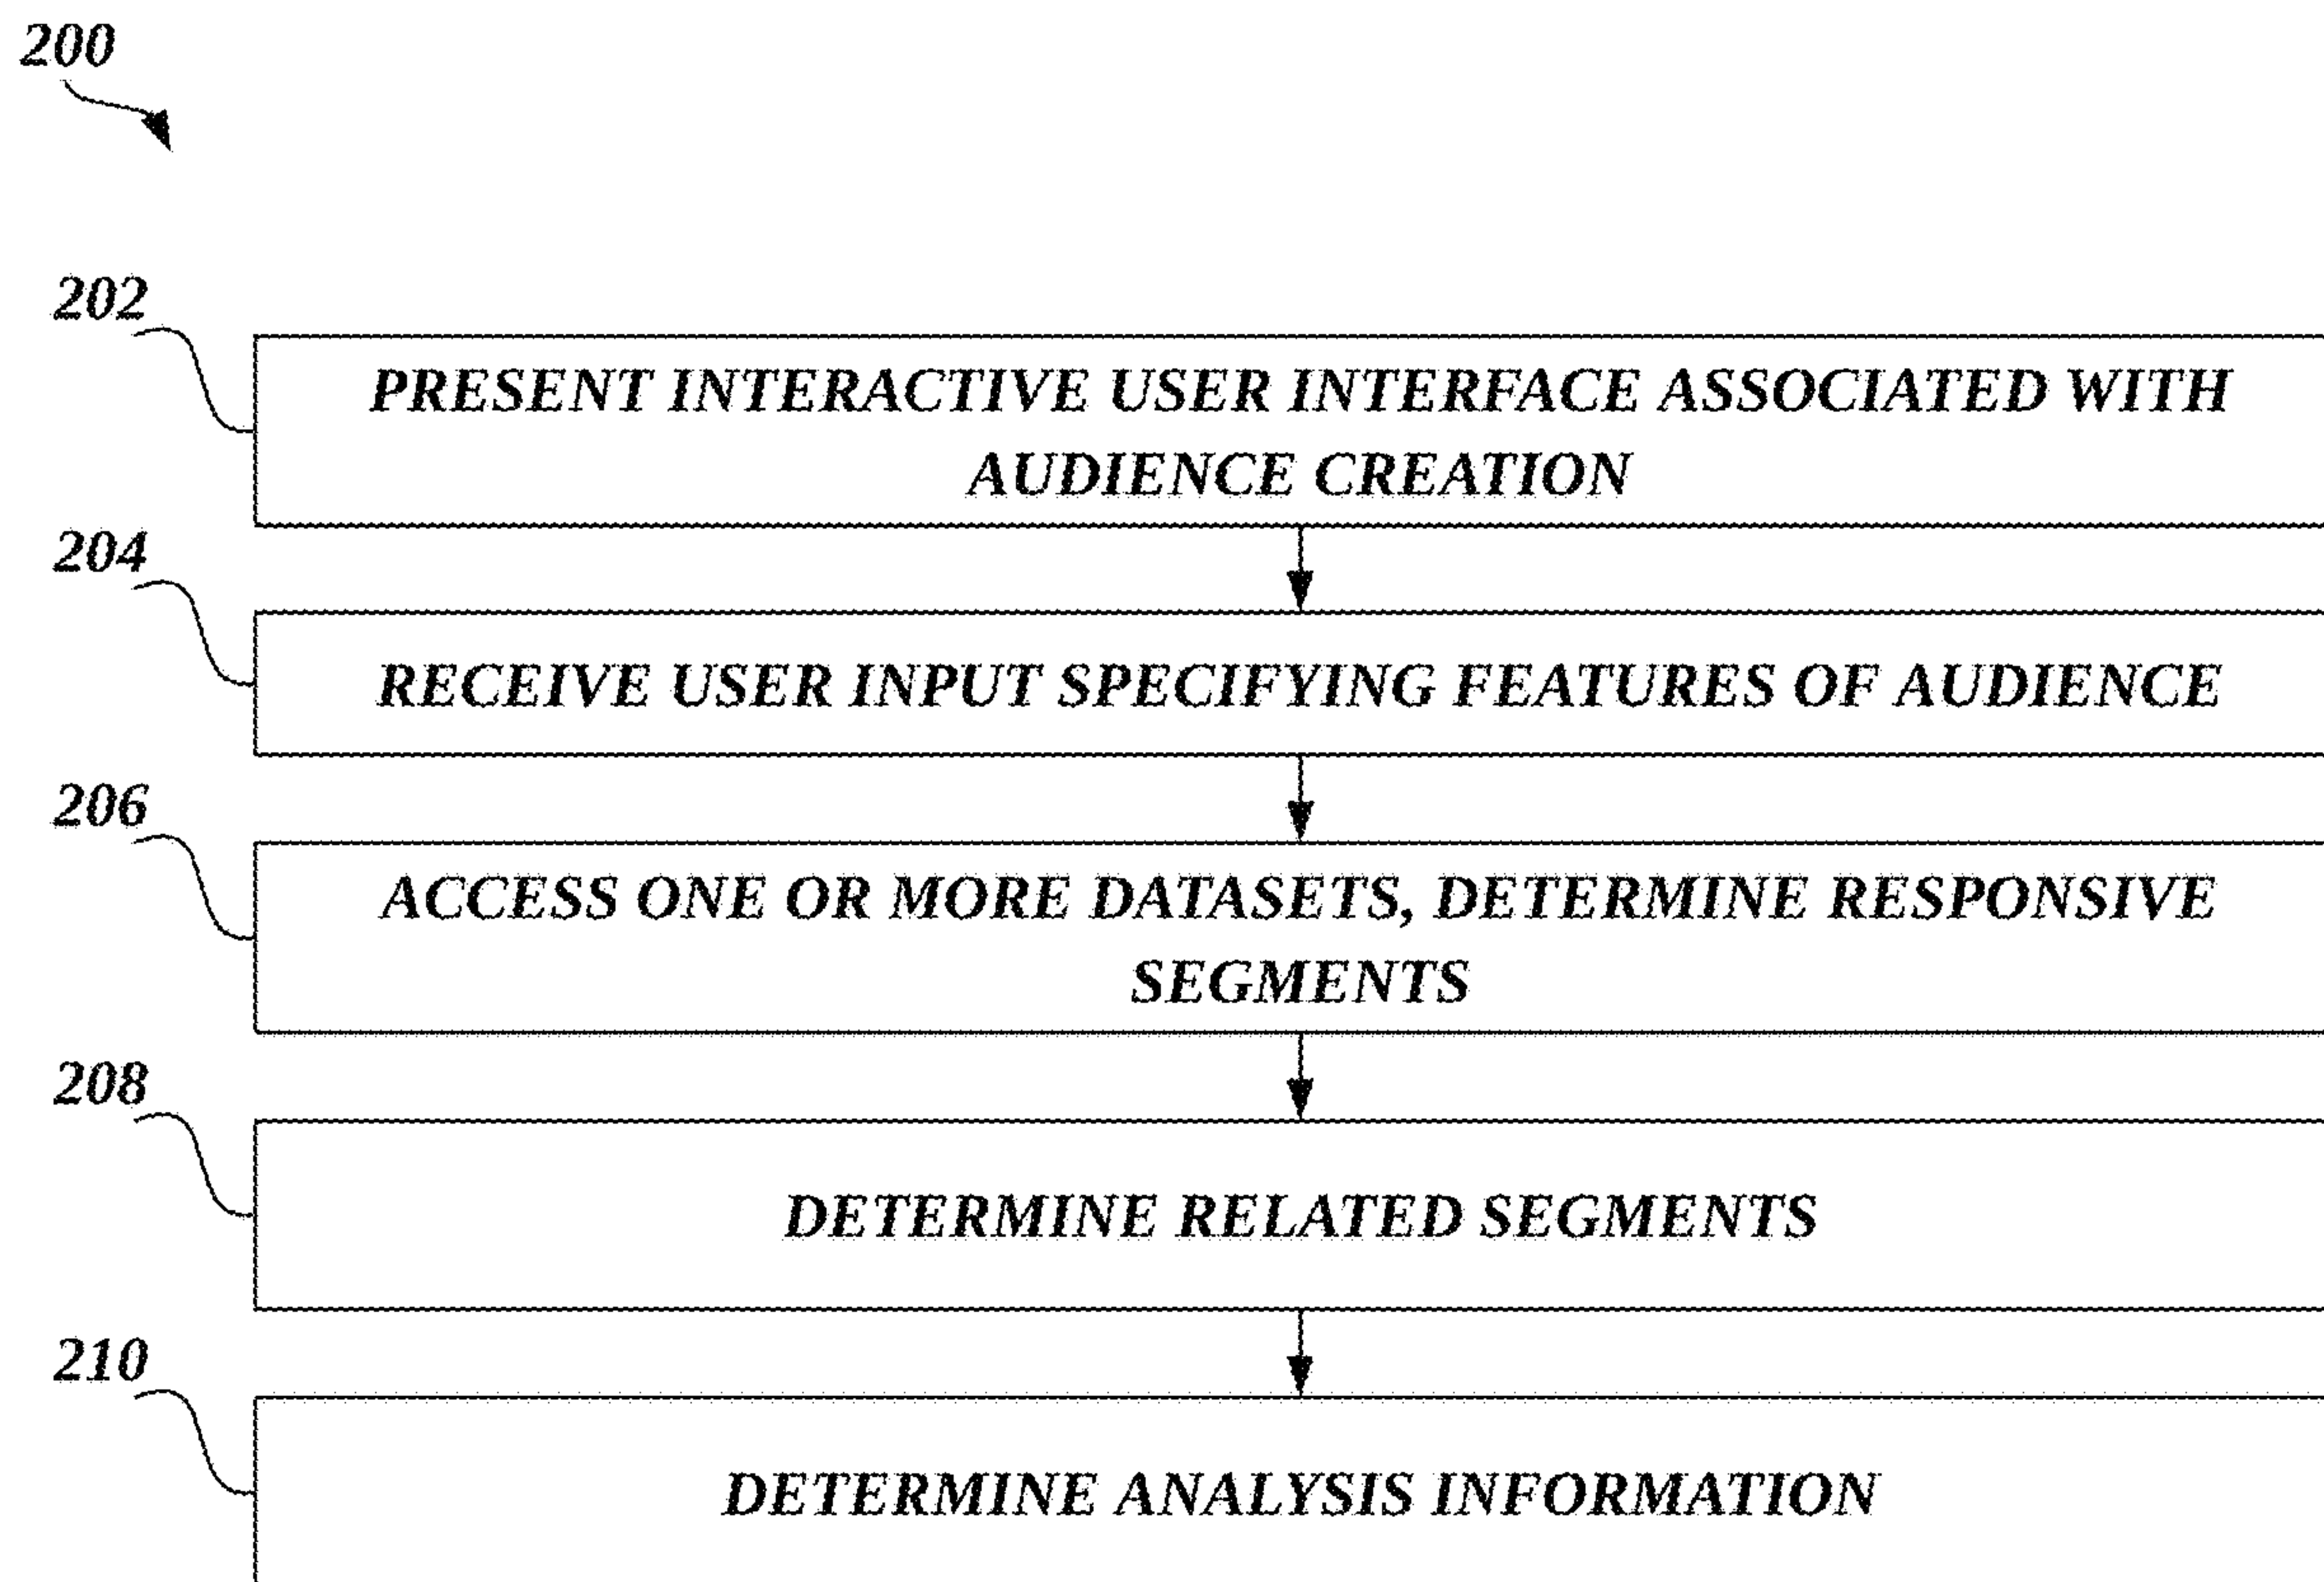 200
202
PRESENT INTERACTIVE USER INTERFACE ASSOCIATED WITH
AUDIENCE CREATION
204
RECEIVE USER INPUT SPECIFYING FEATURES OF AUDIENCE
206
ACCESS ONE OR MORE DATASETS, DETERMINE RESPONSIVE
SEGMENTS
208
DETERMINE RELATED SEGMENTS
210
DETERMINE ANALYSIS INFORMATION